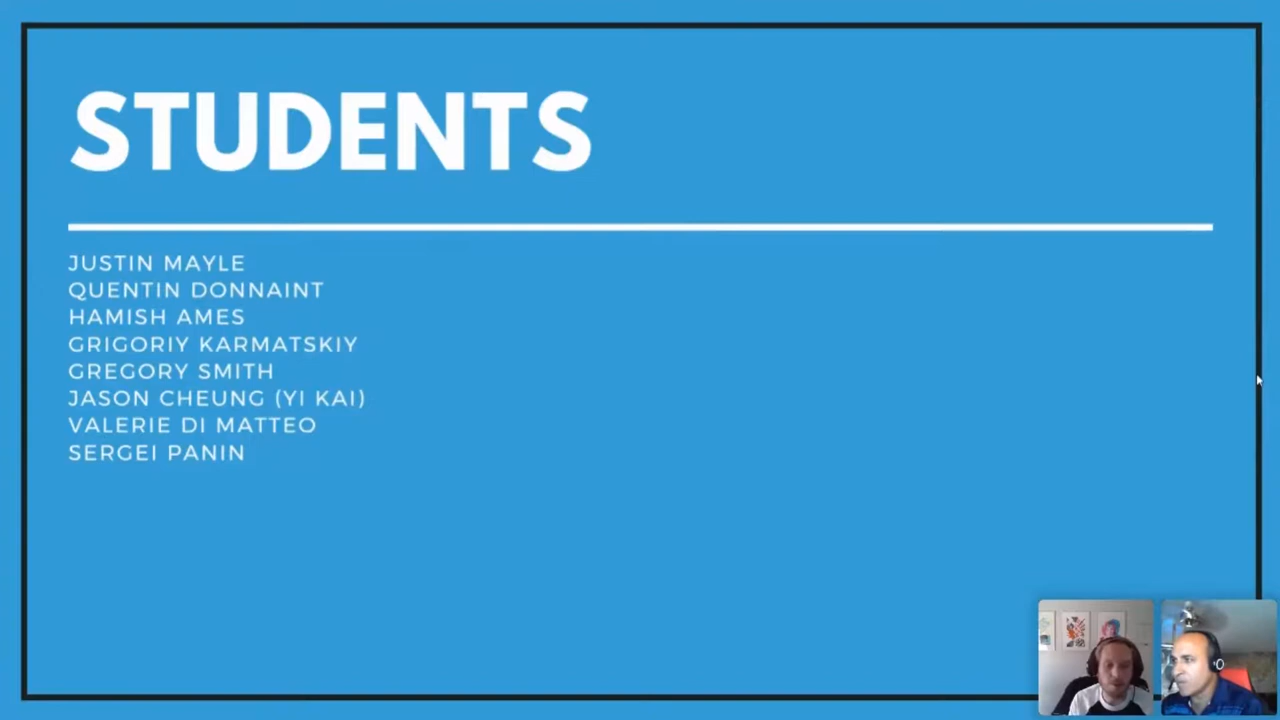 STUDENTS
JUSTIN MAYLE
QUENTIN DONNAINT
HAMISH AMES
GRIGORIY KARMATSKIY
GREGORY SMITH
JASON CHEUNG (YI KAI)
VALERIE DI MATTEO
SERGEI PANIN